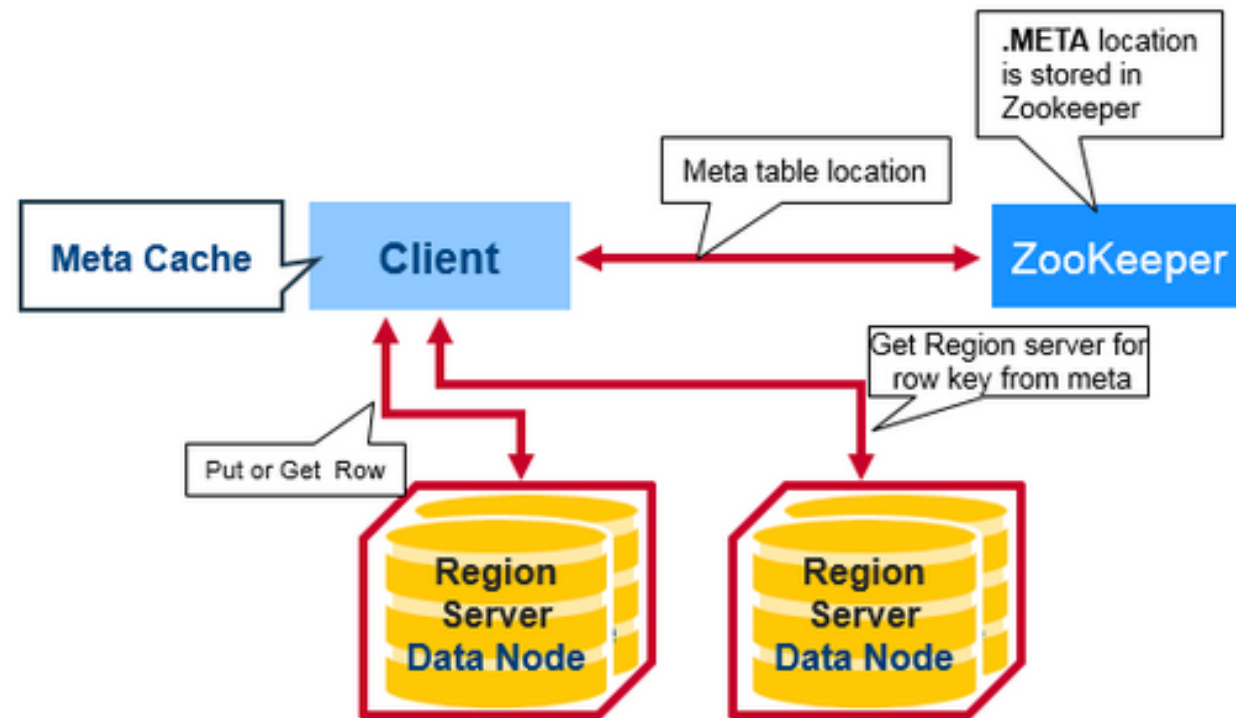 .META location
is stored in
Zookeeper
Meta table location
Meta Cache
Client
ZooKeeper
Get Region server for
row key from meta
Put or Get Row
Region
Server
Data Node
Region
Server
Data Node